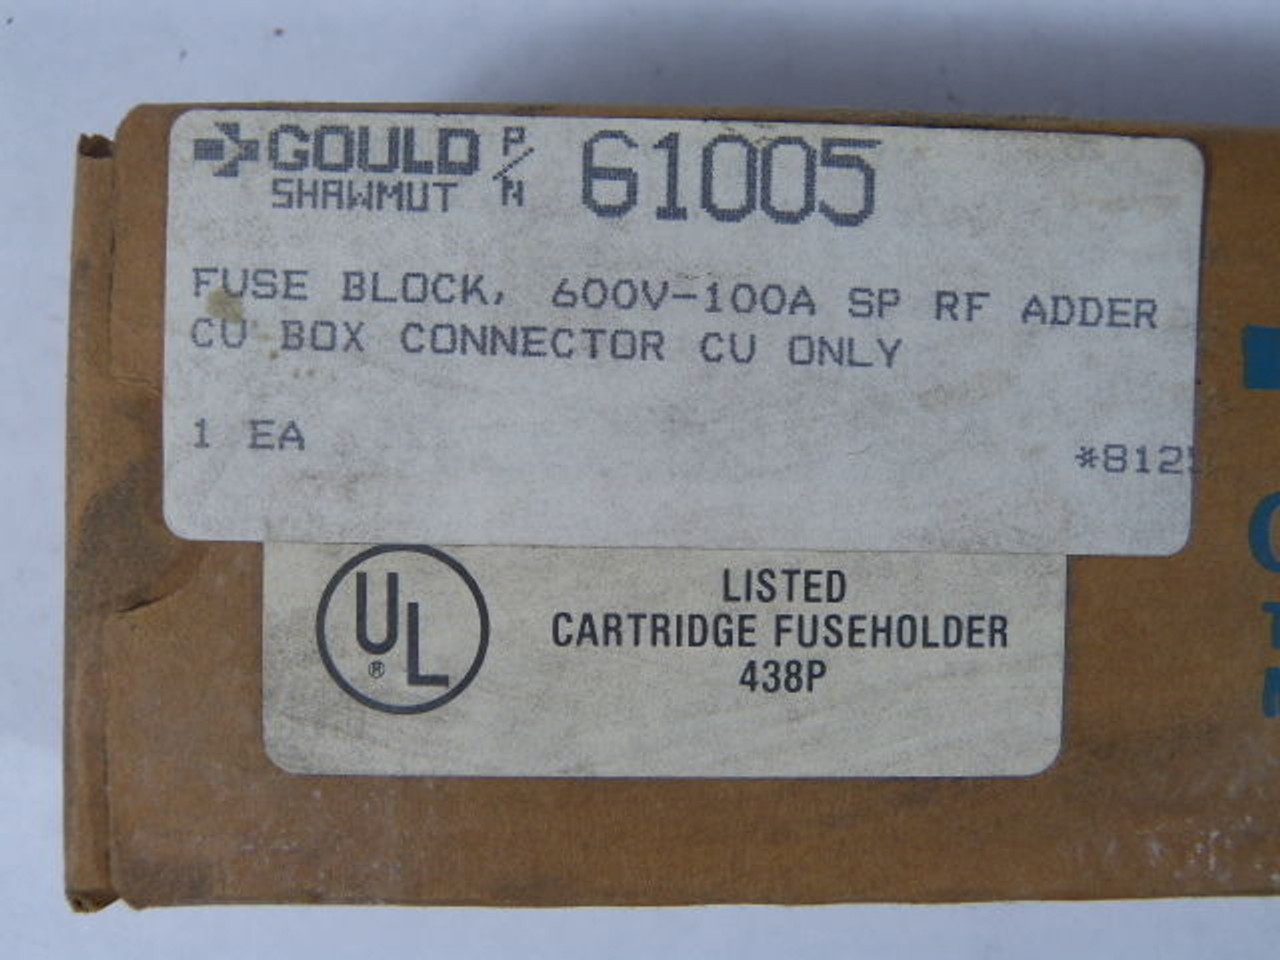 GOULD P/N 61005
SHAWMUT
FUSE BLOCK, 600V-100A SP RF ADDER
CU BOX CONNECTOR CU ONLY
1 EA
*812
UL ®
LISTED
CARTRIDGE FUSEHOLDER
438P